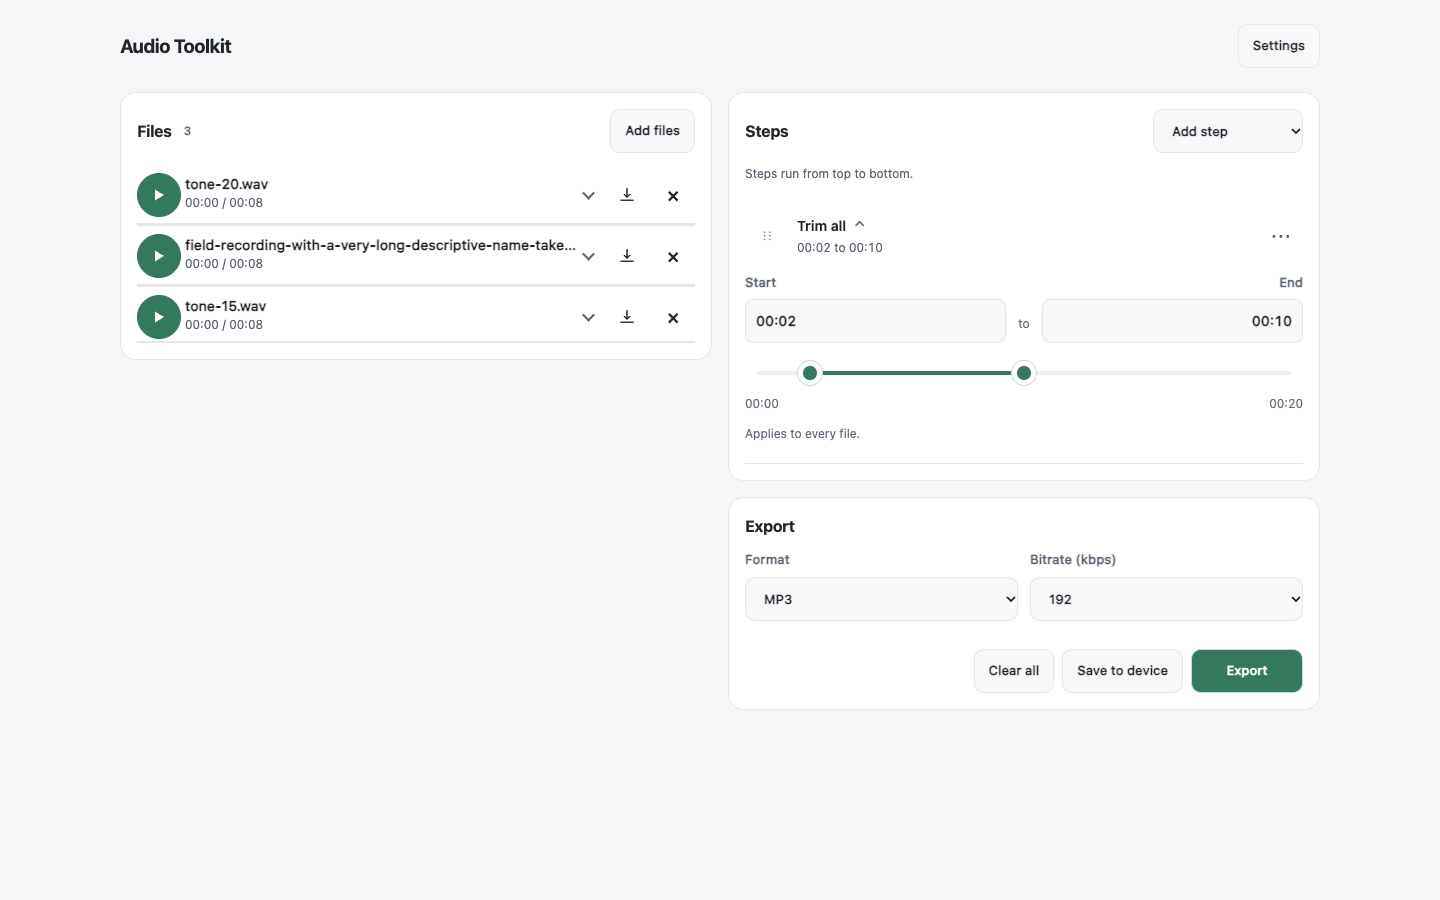 Audio Toolkit
Settings
Files 3
Add files
tone-20.wav
00:00 / 00:08
field-recording-with-a-very-long-descriptive-name-take...
00:00 / 00:08
tone-15.wav
00:00 / 00:08
Steps
Add step
Steps run from top to bottom.
Trim all
00:02 to 00:10
Start
End
00:02
to
00:10
00:00
00:20
Applies to every file.
Export
Format
Bitrate (kbps)
MP3
192
Clear all
Save to device
Export